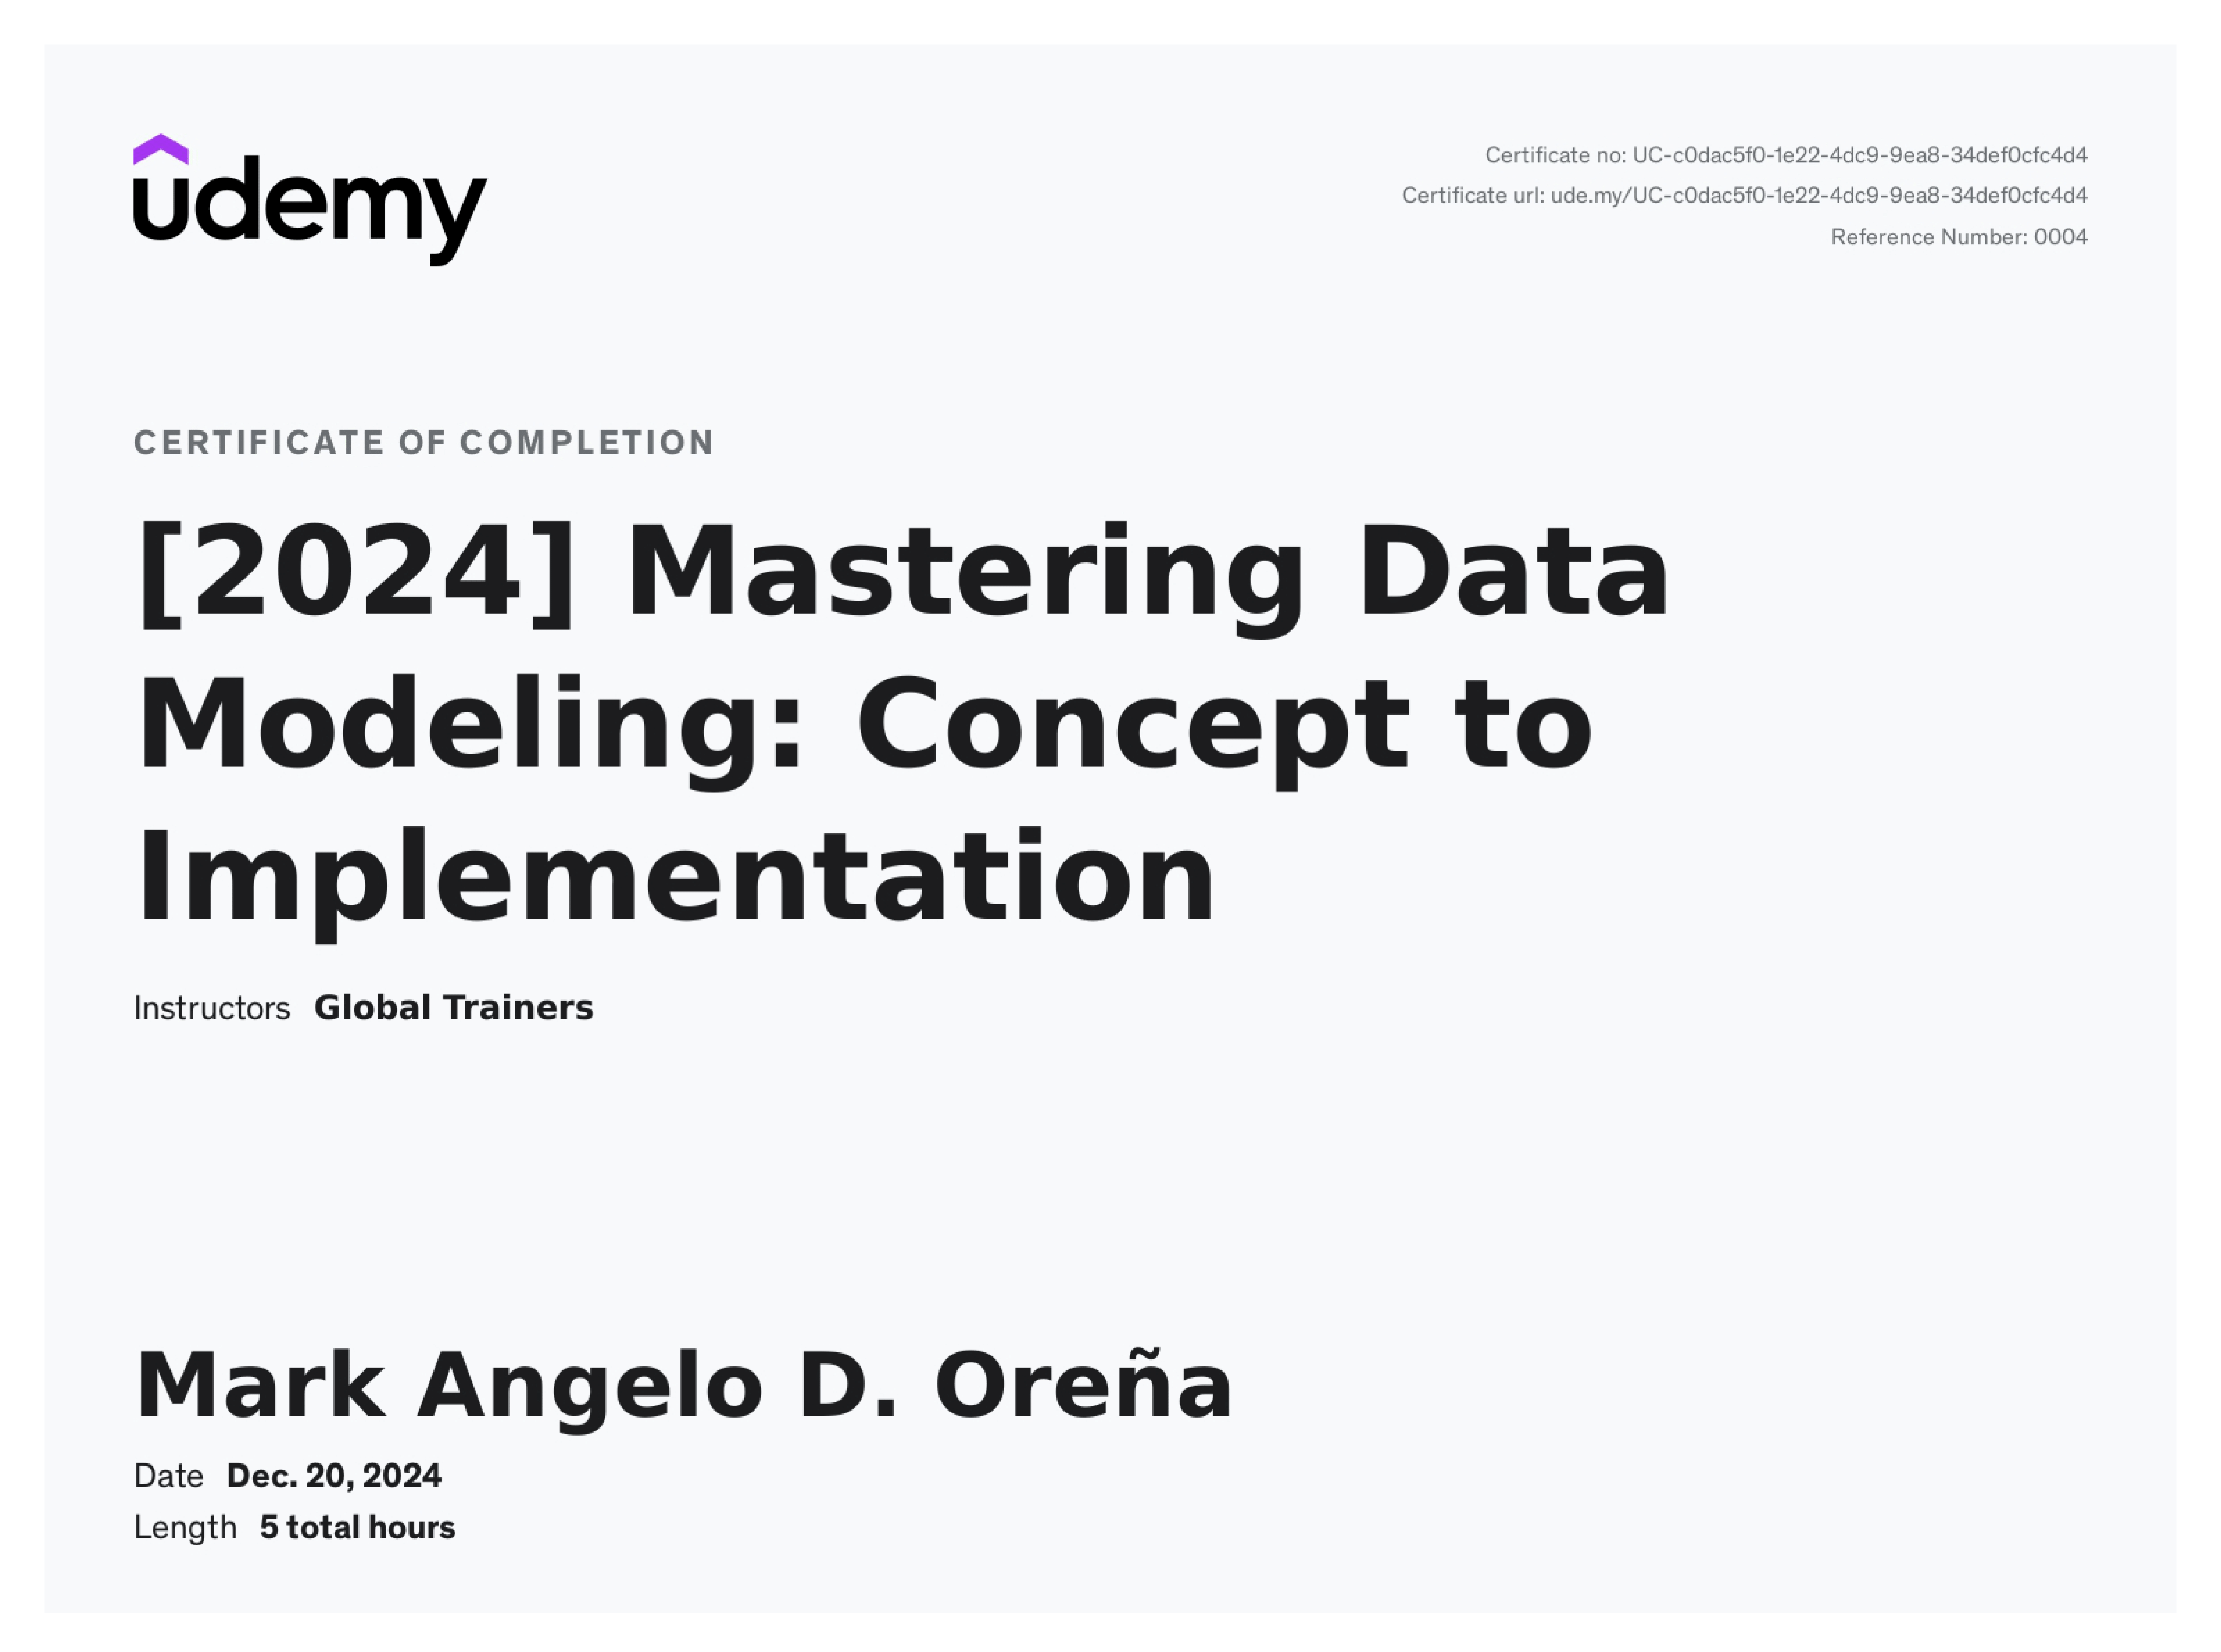 udemy
Certificate no: UC-c0dac5f0-1e22-4dc9-9ea8-34def0cfc4d4
Certificate url: ude.my/UC-c0dac5f0-1e22-4dc9-9ea8-34def0cfc4d4
Reference Number: 0004
CERTIFICATE OF COMPLETION
[2024] Mastering Data
Modeling: Concept to
Implementation
Instructors Global Trainers
Mark Angelo D. Oreña
Date Dec. 20, 2024
Length 5 total hours